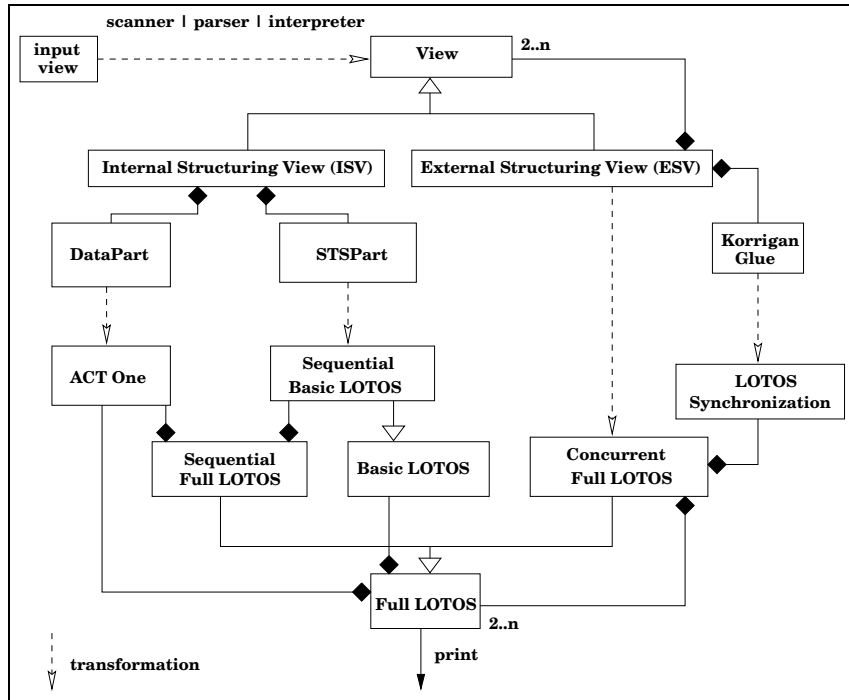 scanner | parser | interpreter
input
view
View
2..n
Internal Structuring View (ISV)
External Structuring View (ESV)
DataPart
STSPart
Korrigan
Glue
ACT One
Sequential
Basic LOTOS
LOTOS
Synchronization
Sequential
Full LOTOS
Basic LOTOS
Concurrent
Full LOTOS
Full LOTOS
2..n
print
transformation